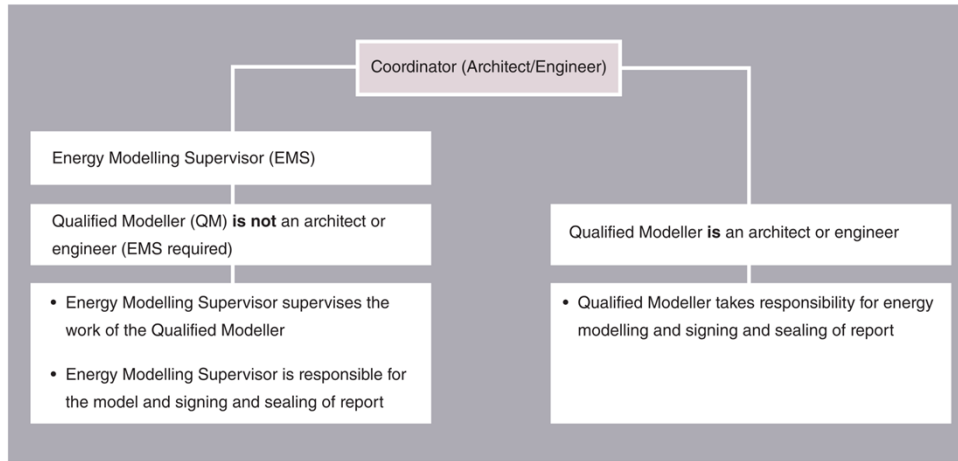 Coordinator (Architect/Engineer)
Energy Modelling Supervisor (EMS)
Qualified Modeller (QM) is not an architect or
engineer (EMS required)
• Energy Modelling Supervisor supervises the
work of the Qualified Modeller
• Energy Modelling Supervisor is responsible for
the model and signing and sealing of report
Qualified Modeller is an architect or engineer
• Qualified Modeller takes responsibility for energy
modelling and signing and sealing of report